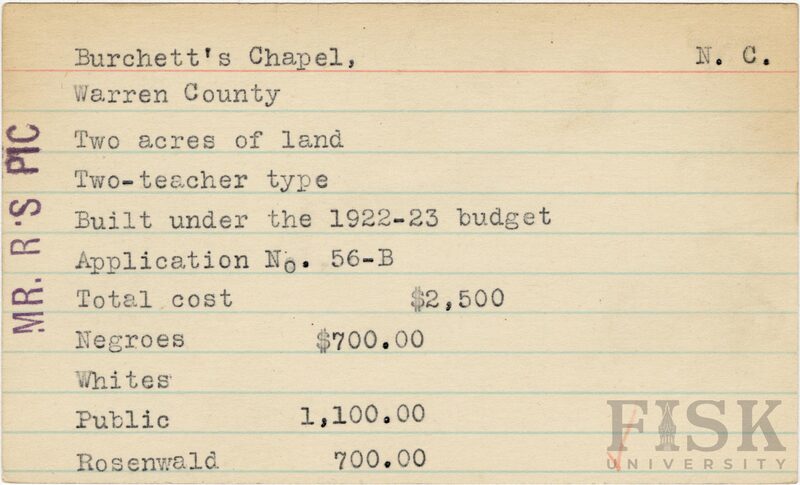 Burchett's Chapel, N. C.
Warren County
Two acres of land
Two-teacher type
Built under the 1922-23 budget
Application No. 56-B
Total cost $2,500
Negroes $700.00
Whites
Public 1,100.00
Rosenwald 700.00
MR. R'S PIC
FISK
UNIVERSITY